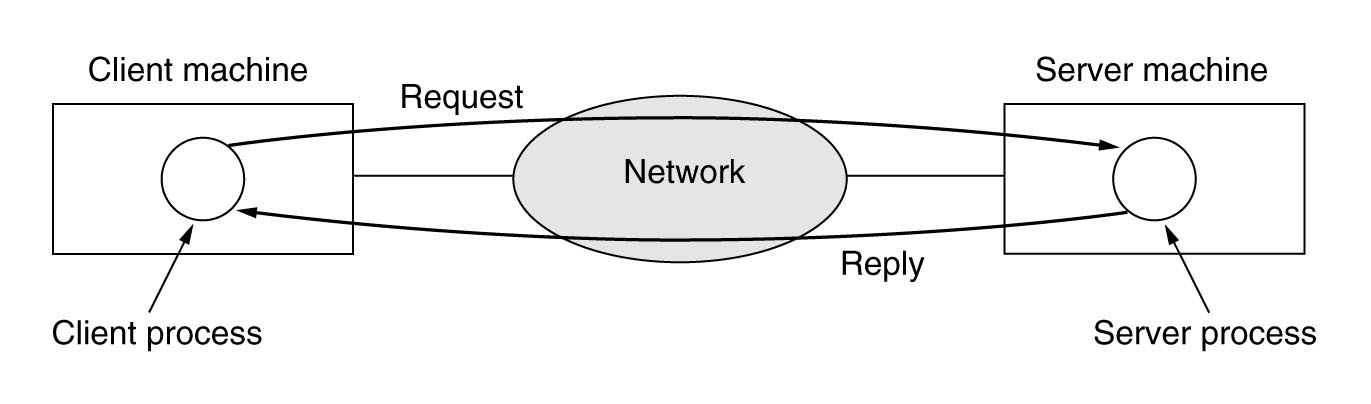 Client machine
Server machine
Request
Network
Reply
Client process
Server process